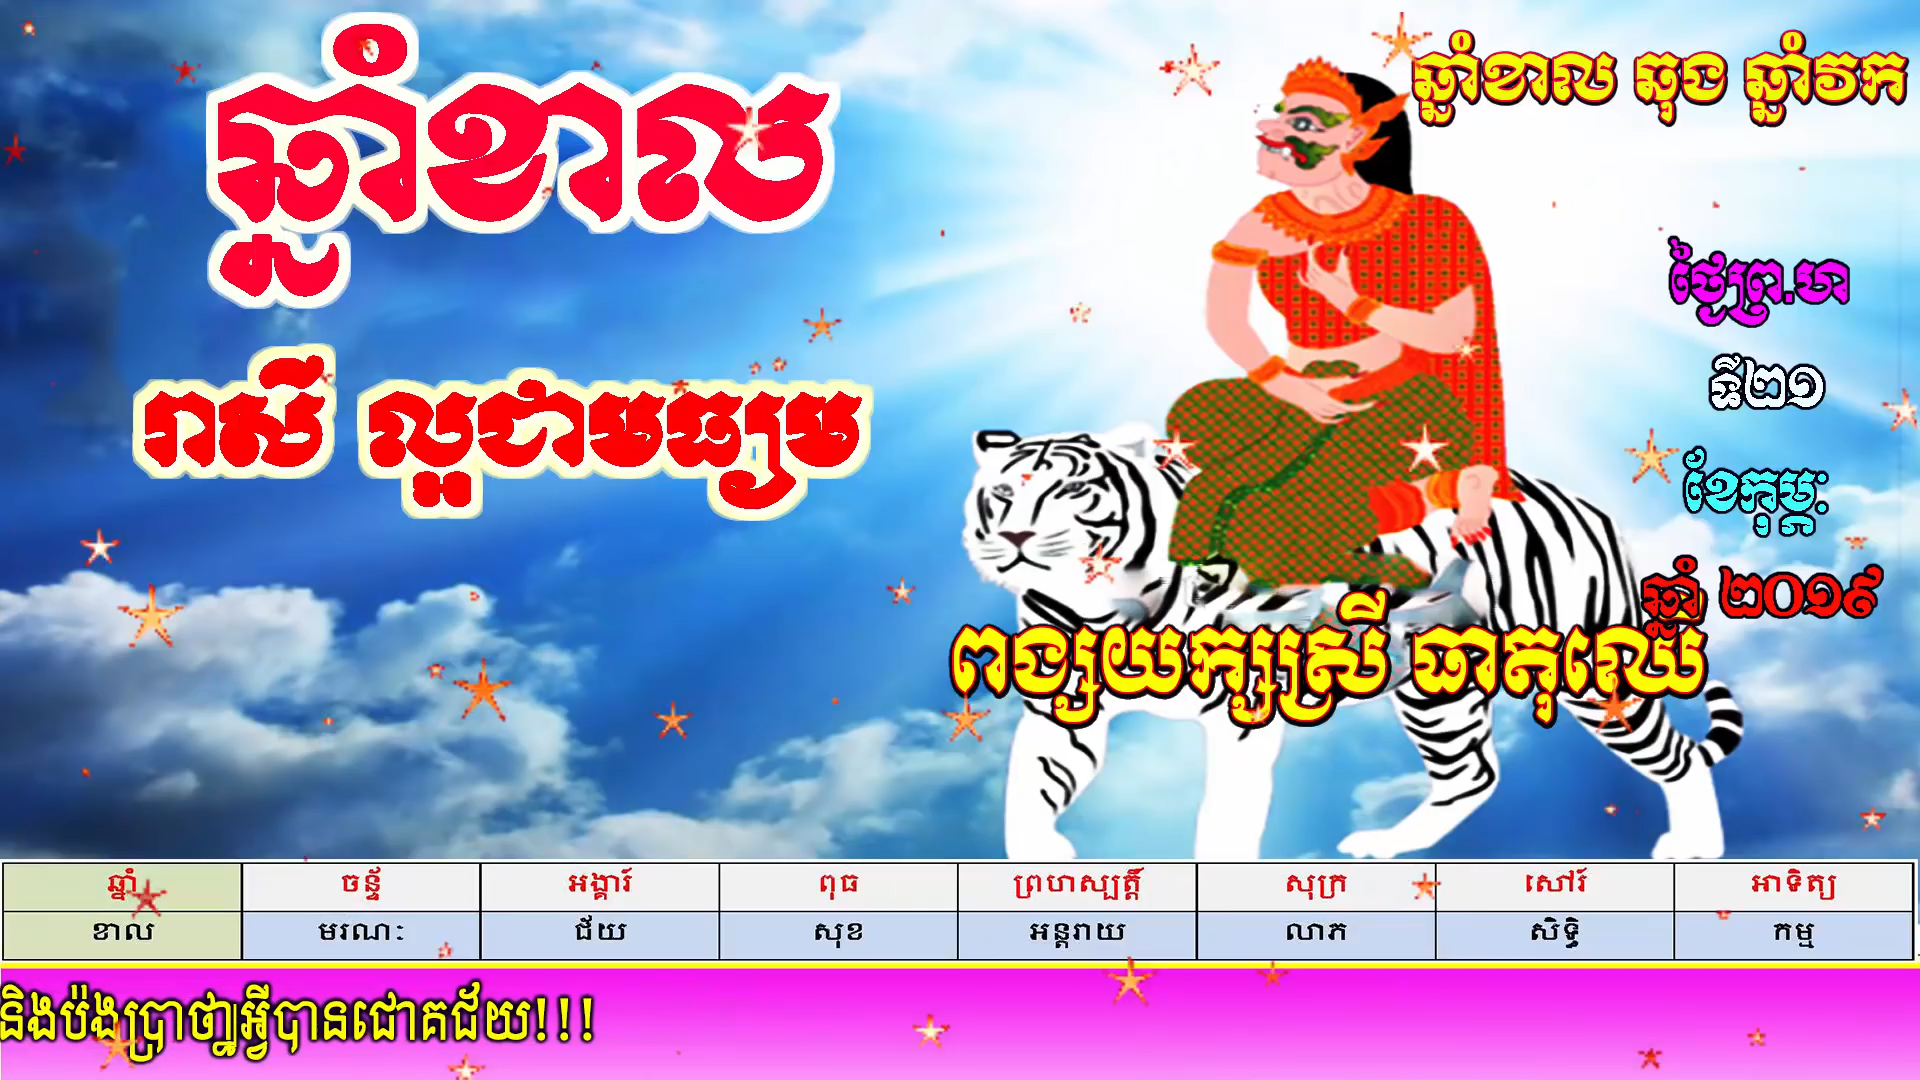 ឆ្នាំខាល
រាសី ល្អជាមធ្យម
ឆ្នាំខាល ឆុង ឆ្នាំវក
ថ្ងៃព្រ.ហ
ទី២១
ខែកុម្ភៈ
ឆ្នាំ ២០១៩
ពង្សយក្សស្រី ធាតុឈើ
ឆ្នាំ ចន្ទ័ អង្គារ៍ ពុធ ព្រហស្បត្តិ៍ សុក្រ សៅរ៍ អាទិត្យ
ខាល មរណៈ ជ័យ សុខ អន្តរាយ លាភ សិទ្ធិ កម្ម
និងប៉ងប្រាថ្នាអ្វីបានជោគជ័យ!!!